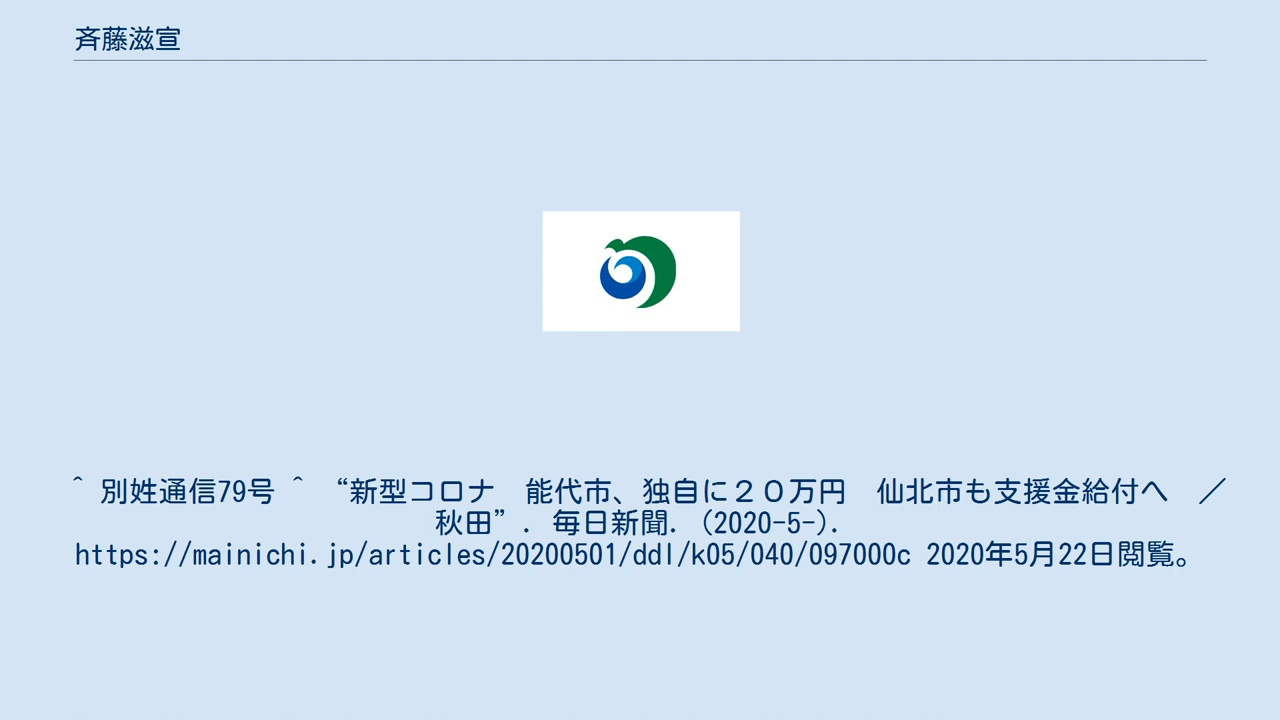 斉藤滋宣
^ 別姓通信79号 ^ “新型コロナ　能代市、独自に２０万円　仙北市も支援金給付へ　／
秋田”. 毎日新聞. (2020-5-).
https://mainichi.jp/articles/20200501/ddl/k05/040/097000c 2020年5月22日閲覧。